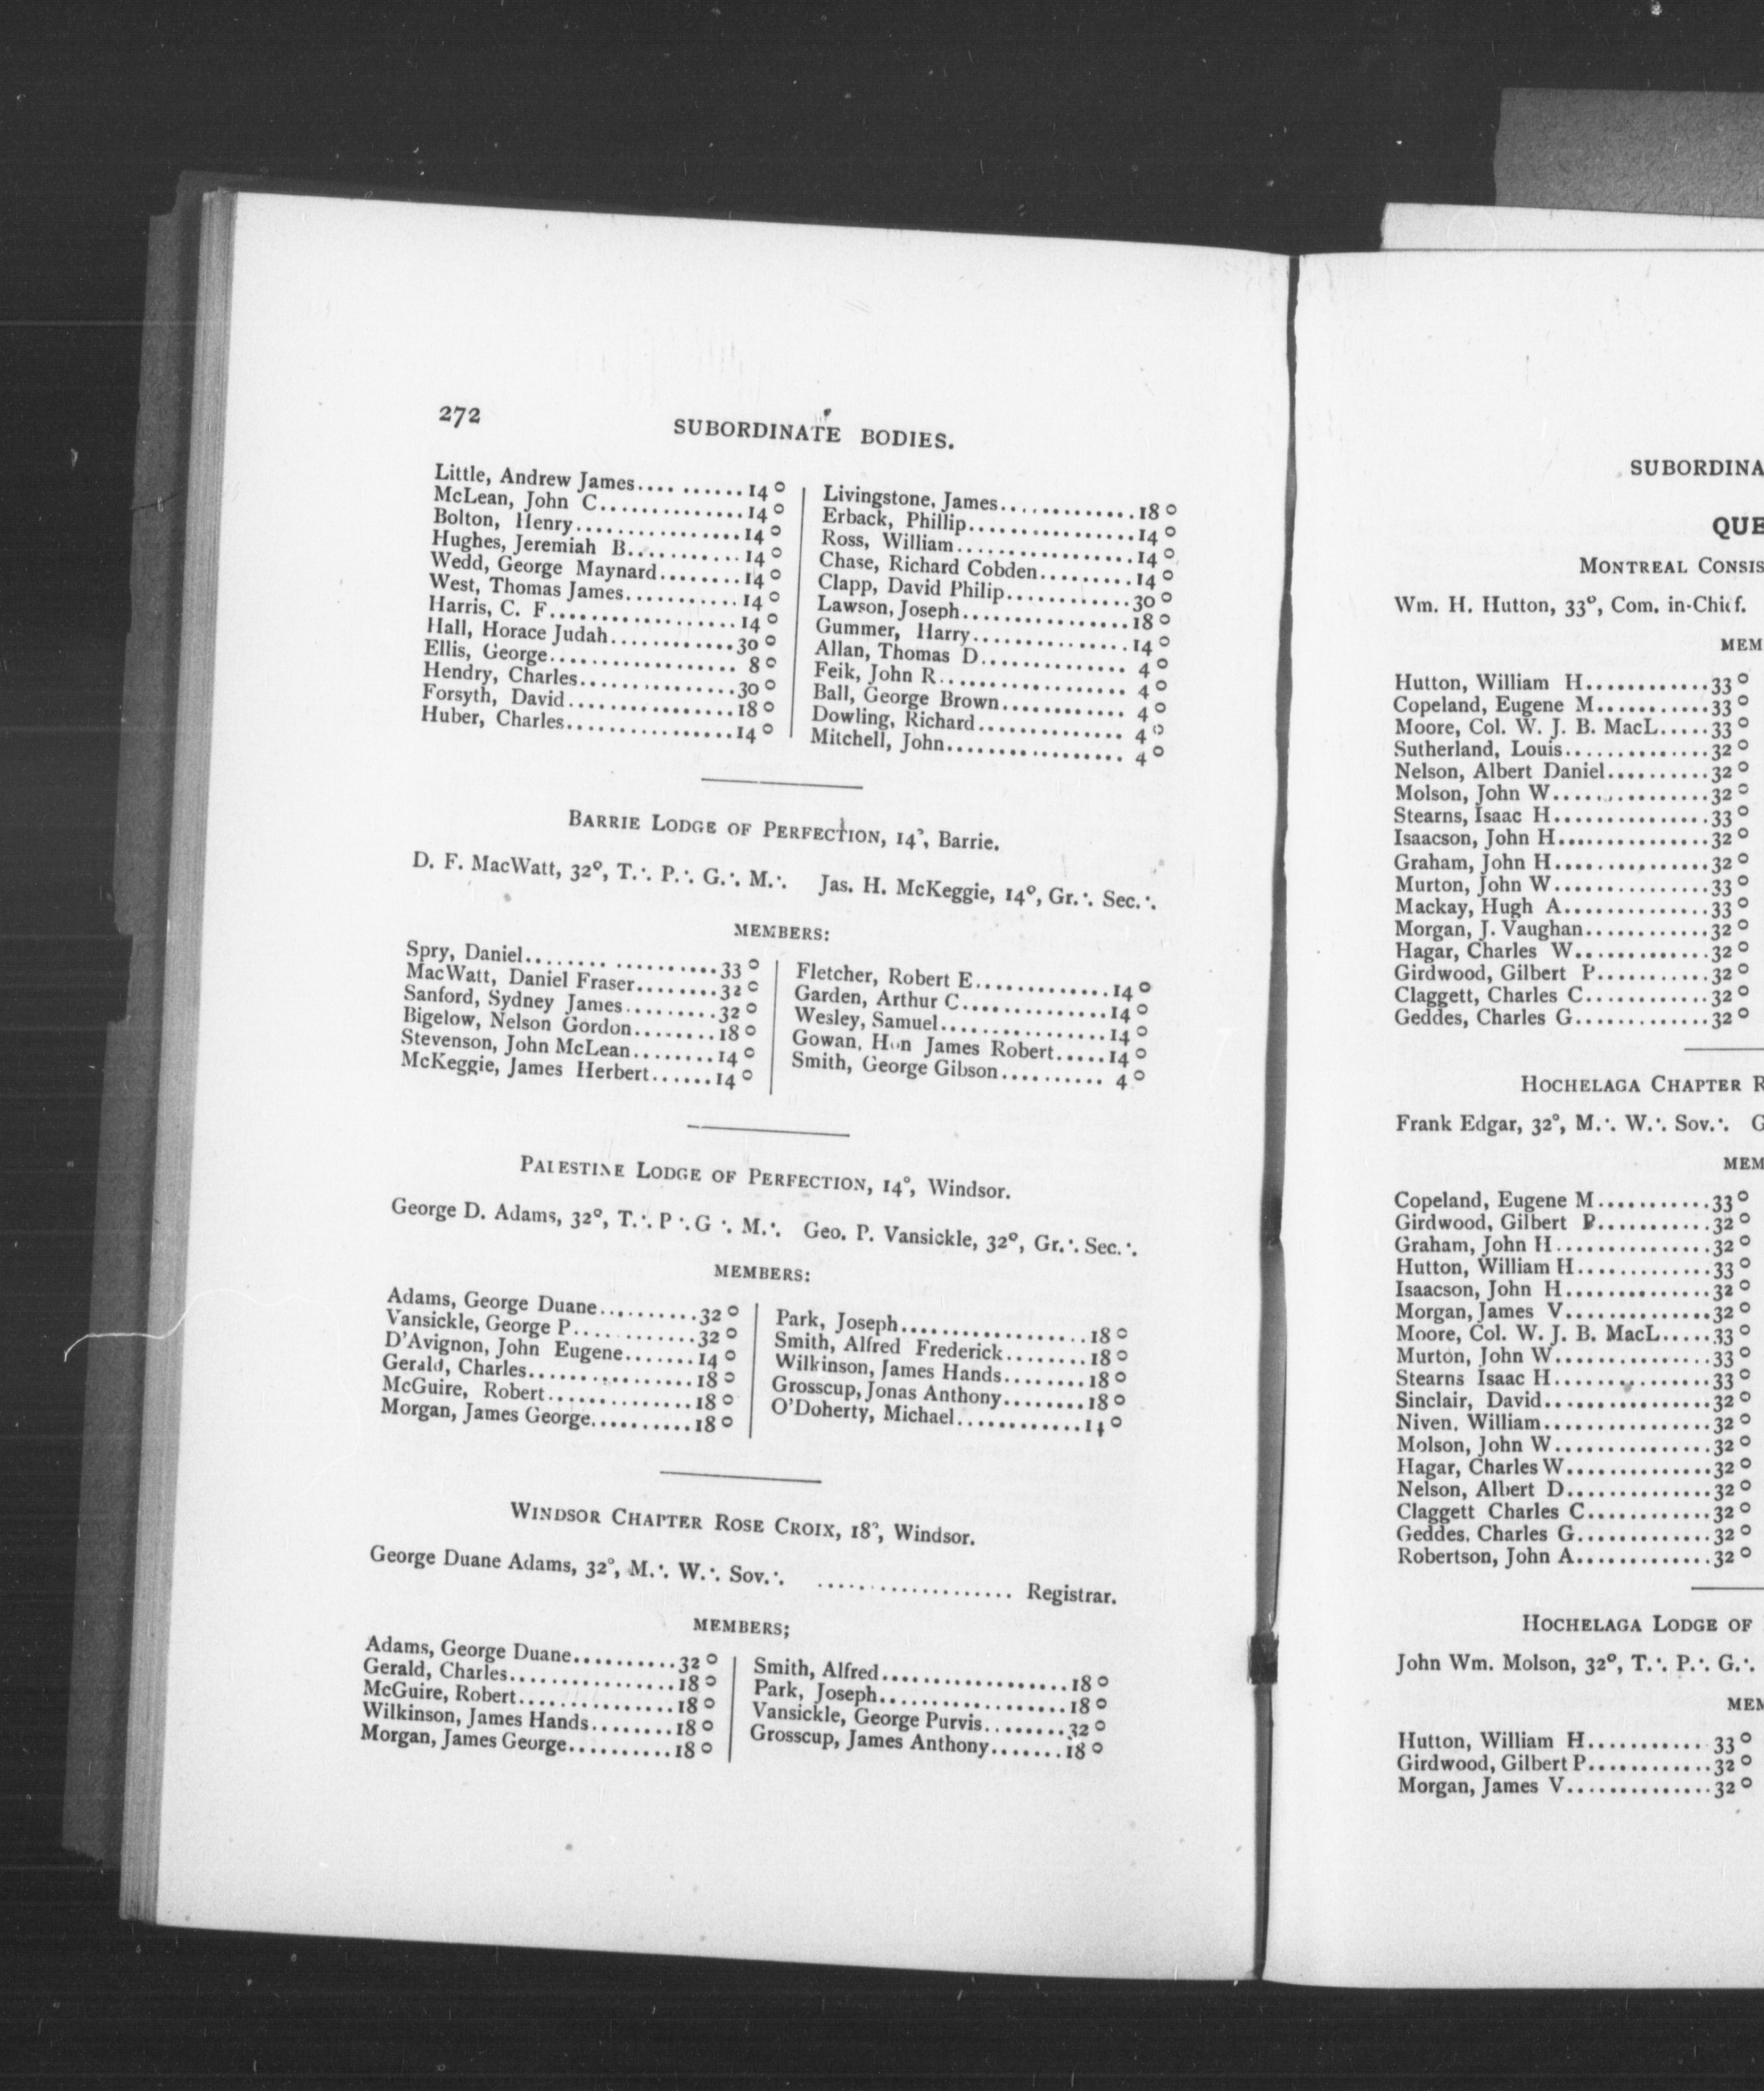 272
SUBORDINATE BODIES.
Little, Andrew James.... ......14°
McLean, John C..............14°
Bolton, Henry...............14°
Hughes, Jeremiah B...........14°
Wedd, George Maynard........14°
West, Thomas James...........14°
Harris, C. F..................14°
Hall, Horace Judah............30°
Ellis, George................. 8°
Hendry, Charles...............30°
Forsyth, David................18°
Huber, Charles................14°
Livingstone, James.............18°
Erback, Phillip................14°
Ross, William................14°
Chase, Richard Cobden.........14°
Clapp, David Philip............30°
Lawson, Joseph................18°
Gummer, Harry...............14°
Allan, Thomas D.............. 4°
Feik, John R.................. 4°
Ball, George Brown............ 4°
Dowling, Richard.............. 4°
Mitchell, John................. 4°
BARRIE LODGE OF PERFECTION, 14°, Barrie.
D. F. MacWatt, 32°, T.·. P.·. G.·. M.·. Jas. H. McKeggie, 14°, Gr.·. Sec.·.
MEMBERS:
Spry, Daniel........ ..........33°
MacWatt, Daniel Fraser........32°
Sanford, Sydney James.........32°
Bigelow, Nelson Gordon........18°
Stevenson, John McLean........14°
McKeggie, James Herbert......14°
Fletcher, Robert E.............14°
Garden, Arthur C..............14°
Wesley, Samuel................14°
Gowan, Hon James Robert.....14°
Smith, George Gibson.......... 4°
PALESTINE LODGE OF PERFECTION, 14°, Windsor.
George D. Adams, 32°, T.·. P.·. G.·. M.·. Geo. P. Vansickle, 32°, Gr.·. Sec.·.
MEMBERS:
Adams, George Duane..........32°
Vansickle, George P............32°
D'Avignon, John Eugene.......14°
Gerald, Charles................18°
McGuire, Robert..............18°
Morgan, James George..........18°
Park, Joseph..................18°
Smith, Alfred Frederick........18°
Wilkinson, James Hands........18°
Grosscup, Jonas Anthony........18°
O'Doherty, Michael............14°
WINDSOR CHAPTER ROSE CROIX, 18°, Windsor.
George Duane Adams, 32°, M.·. W.·. Sov.·. ................... Registrar.
MEMBERS;
Adams, George Duane..........32°
Gerald, Charles................18°
McGuire, Robert...............18°
Wilkinson, James Hands........18°
Morgan, James George..........18°
Smith, Alfred..................18°
Park, Joseph..................18°
Vansickle, George Purvis........32°
Grosscup, James Anthony.......18°
SUBORDINA
QUE
MONTREAL CONSIS
Wm. H. Hutton, 33°, Com. in-Chief.
MEM
Hutton, William H............33°
Copeland, Eugene M...........33°
Moore, Col. W. J. B. MacL.....33°
Sutherland, Louis..............32°
Nelson, Albert Daniel..........32°
Molson, John W...............32°
Stearns, Isaac H...............33°
Isaacson, John H..............32°
Graham, John H..............32°
Murton, John W..............33°
Mackay, Hugh A..............33°
Morgan, J. Vaughan............32°
Hagar, Charles W.............32°
Girdwood, Gilbert P...........32°
Claggett, Charles C............32°
Geddes, Charles G.............32°
HOCHELAGA CHAPTER R
Frank Edgar, 32°, M.·. W.·. Sov.·. G
MEM
Copeland, Eugene M...........33°
Girdwood, Gilbert P...........32°
Graham, John H...............32°
Hutton, William H.............33°
Isaacson, John H..............32°
Morgan, James V..............32°
Moore, Col. W. J. B. MacL.....33°
Murton, John W...............33°
Stearns Isaac H...............33°
Sinclair, David................32°
Niven, William................32°
Molson, John W...............32°
Hagar, Charles W..............32°
Nelson, Albert D..............32°
Claggett Charles C............32°
Geddes, Charles G.............32°
Robertson, John A.............32°
HOCHELAGA LODGE OF
John Wm. Molson, 32°, T.·. P.·. G.·.
MEM
Hutton, William H........... 33°
Girdwood, Gilbert P............32°
Morgan, James V..............32°